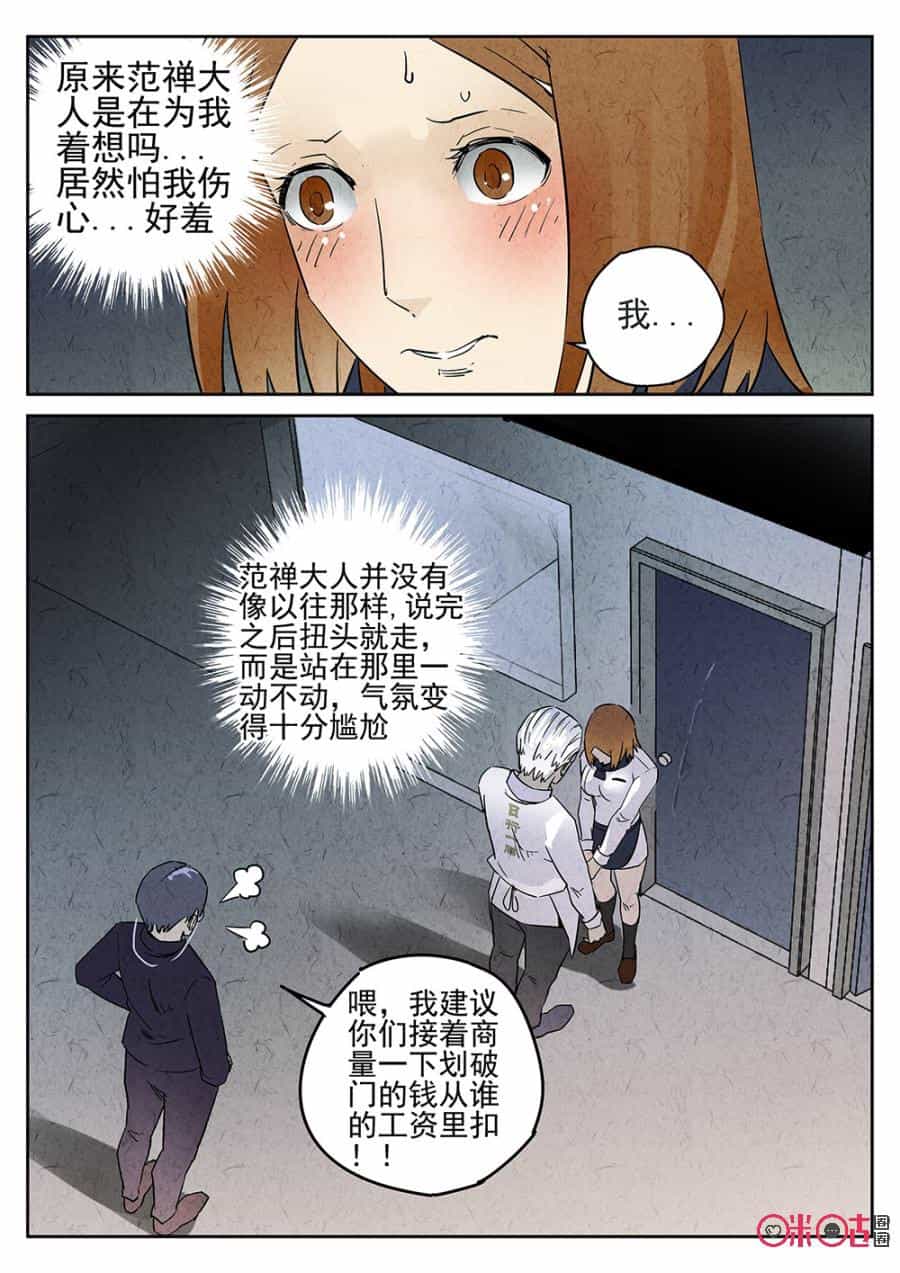 原来范禅大
人是在为我
着想吗...
居然怕我伤
心...好羞
我...
范禅大人并没有
像以往那样,说完
之后扭头就走,
而是站在那里一
动不动,气氛变
得十分尴尬
喂,我建议
你们接着商
量一下划破
门的钱从谁
的工资里扣
!!
咪咕
圈圈